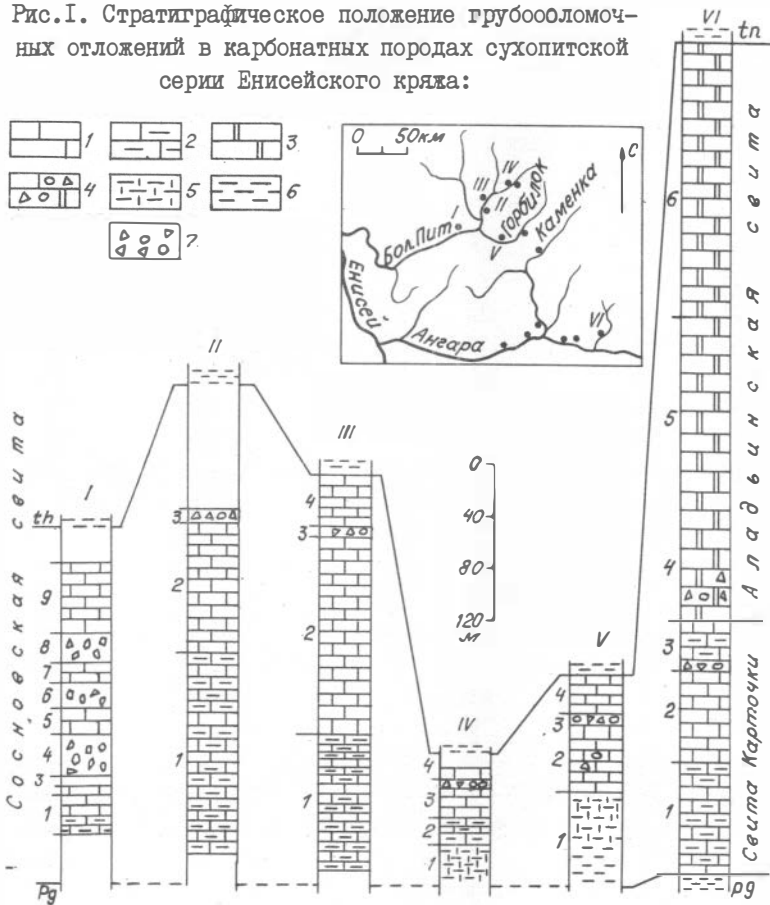 Рис.I. Стратиграфическое положение грубообломоч-
ных отложений в карбонатных породах сухопитской
серии Енисейского кряжа:
1
2
3
4
5
6
7
0 50км
С
Бол. Пит
Горбилок
Каменка
Енисей
Ангара
I
II
III
IV
V
VI
Сосновская свита
I
th
9
8
7
6
5
4
3
1
Pg
II
3
2
1
III
4
3
2
1
0
40
80
120
м
IV
4
3
2
1
V
4
3
2
1
VI
tn
6
5
4
3
2
1
pg
Аладьинская свита
Свита Карточки